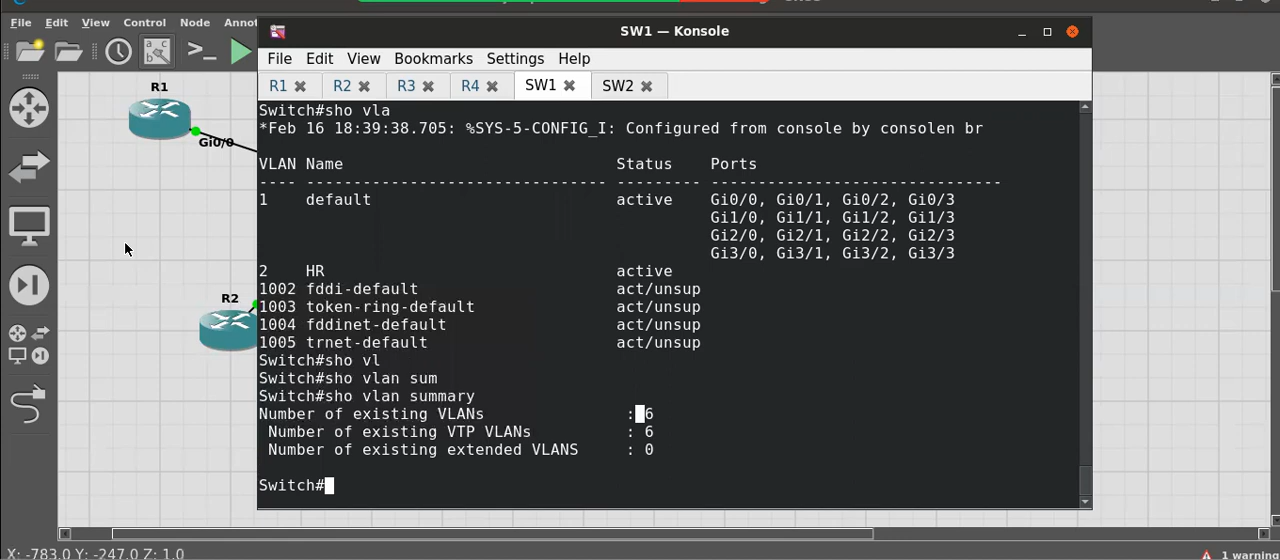 SW1 — Konsole
File Edit View Control Node Annot
File Edit View Bookmarks Settings Help
R1 R2 R3 R4 SW1 SW2
R1
Gi0/0
R2
Switch#sho vla
*Feb 16 18:39:38.705: %SYS-5-CONFIG_I: Configured from console by consolen br
VLAN Name Status Ports
---- -------------------------------- --------- -------------------------------
1 default active Gi0/0, Gi0/1, Gi0/2, Gi0/3
Gi1/0, Gi1/1, Gi1/2, Gi1/3
Gi2/0, Gi2/1, Gi2/2, Gi2/3
Gi3/0, Gi3/1, Gi3/2, Gi3/3
2 HR active
1002 fddi-default act/unsup
1003 token-ring-default act/unsup
1004 fddinet-default act/unsup
1005 trnet-default act/unsup
Switch#sho vl
Switch#sho vlan sum
Switch#sho vlan summary
Number of existing VLANs : 6
Number of existing VTP VLANs : 6
Number of existing extended VLANS : 0
Switch#
X: -783.0 Y: -247.0 Z: 1.0
1 warning